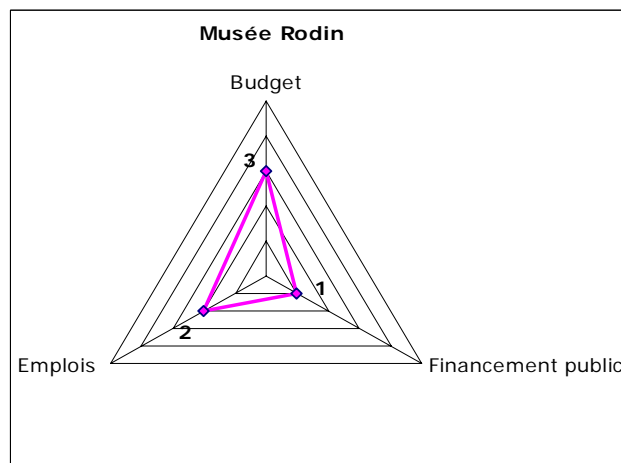 Musée Rodin
Budget
3
1
2
Emplois
Financement public